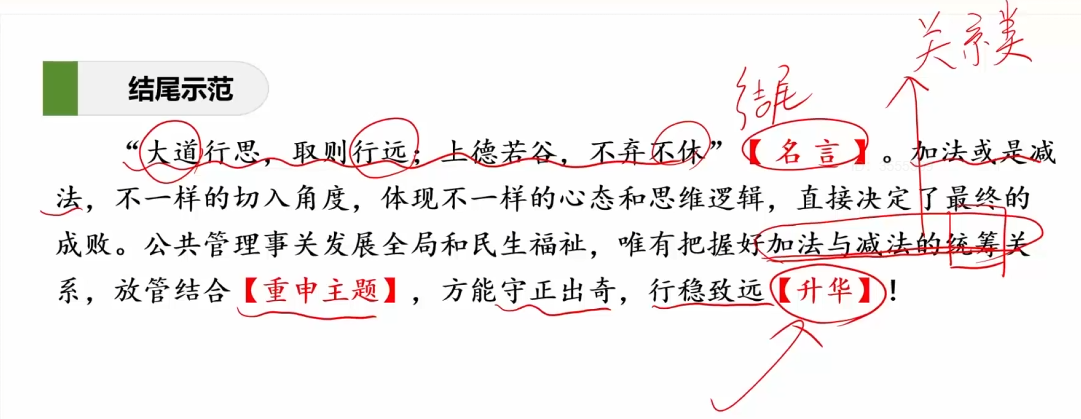 关系类
结尾示范
结尾
“大道行思，取则行远；上德若谷，不弃不休”【名言】。加法或是减
法，不一样的切入角度，体现不一样的心态和思维逻辑，直接决定了最终的
成败。公共管理事关发展全局和民生福祉，唯有把握好加法与减法的统筹关
系，放管结合【重申主题】，方能守正出奇，行稳致远【升华】！